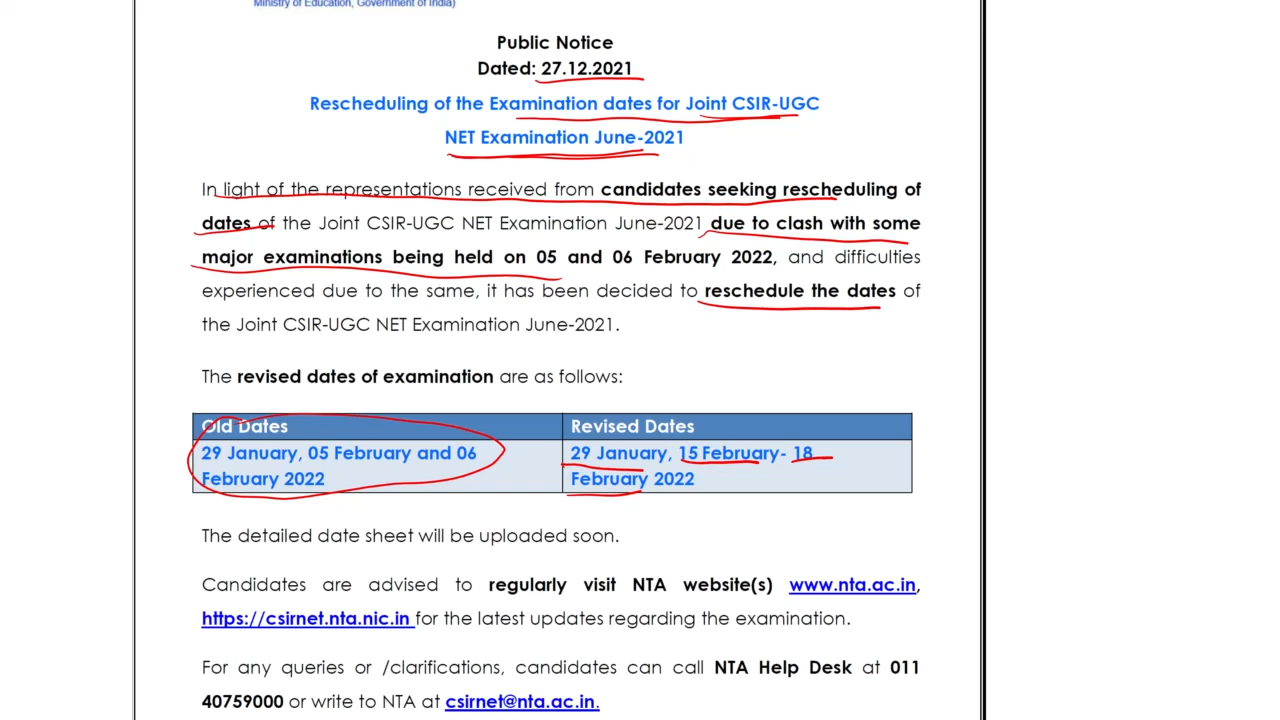 Ministry of Education, Government of India)
Public Notice
Dated: 27.12.2021
Rescheduling of the Examination dates for Joint CSIR-UGC
NET Examination June-2021
In light of the representations received from candidates seeking rescheduling of
dates of the Joint CSIR-UGC NET Examination June-2021 due to clash with some
major examinations being held on 05 and 06 February 2022, and difficulties
experienced due to the same, it has been decided to reschedule the dates of
the Joint CSIR-UGC NET Examination June-2021.
The revised dates of examination are as follows:
Old Dates
29 January, 05 February and 06
February 2022
Revised Dates
29 January, 15 February- 18
February 2022
The detailed date sheet will be uploaded soon.
Candidates are advised to regularly visit NTA website(s) www.nta.ac.in,
https://csirnet.nta.nic.in for the latest updates regarding the examination.
For any queries or /clarifications, candidates can call NTA Help Desk at 011
40759000 or write to NTA at csirnet@nta.ac.in.